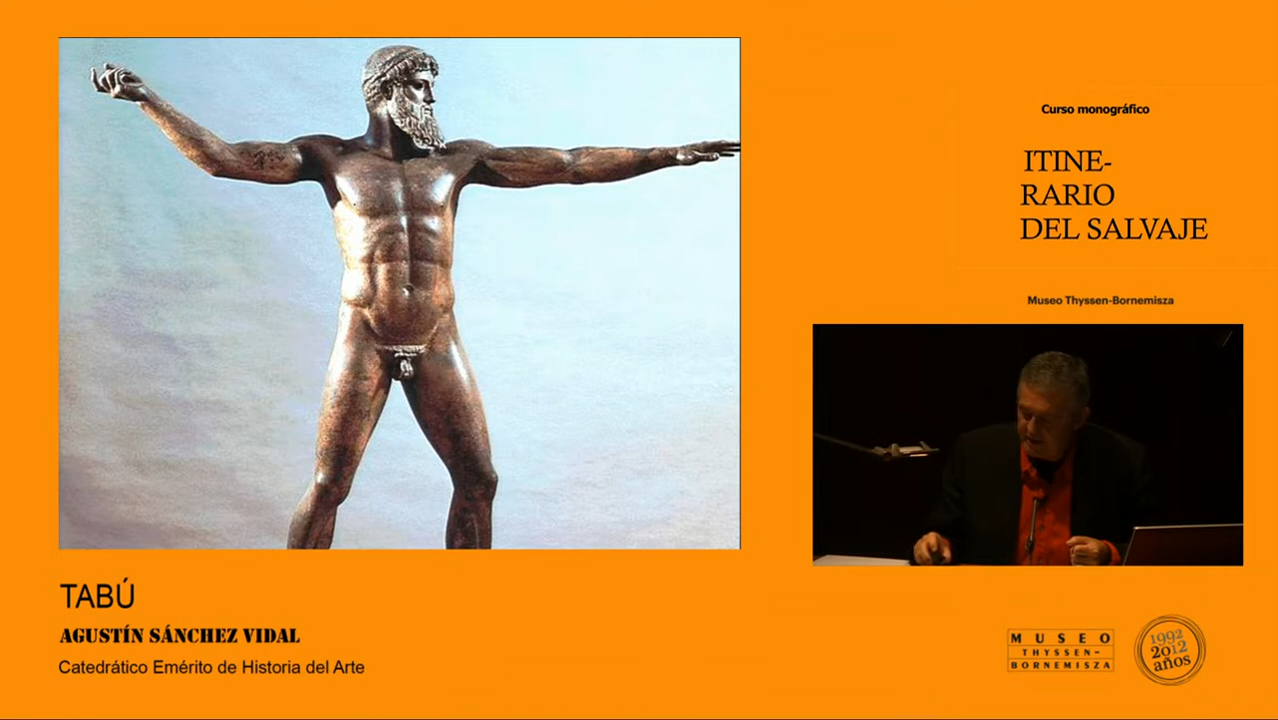 Curso monográfico
ITINE-
RARIO
DEL SALVAJE
Museo Thyssen-Bornemisza
TABÚ
AGUSTÍN SÁNCHEZ VIDAL
Catedrático Emérito de Historia del Arte
MUSEO
THYSSEN-
BORNEMISZA
1992
2012
años